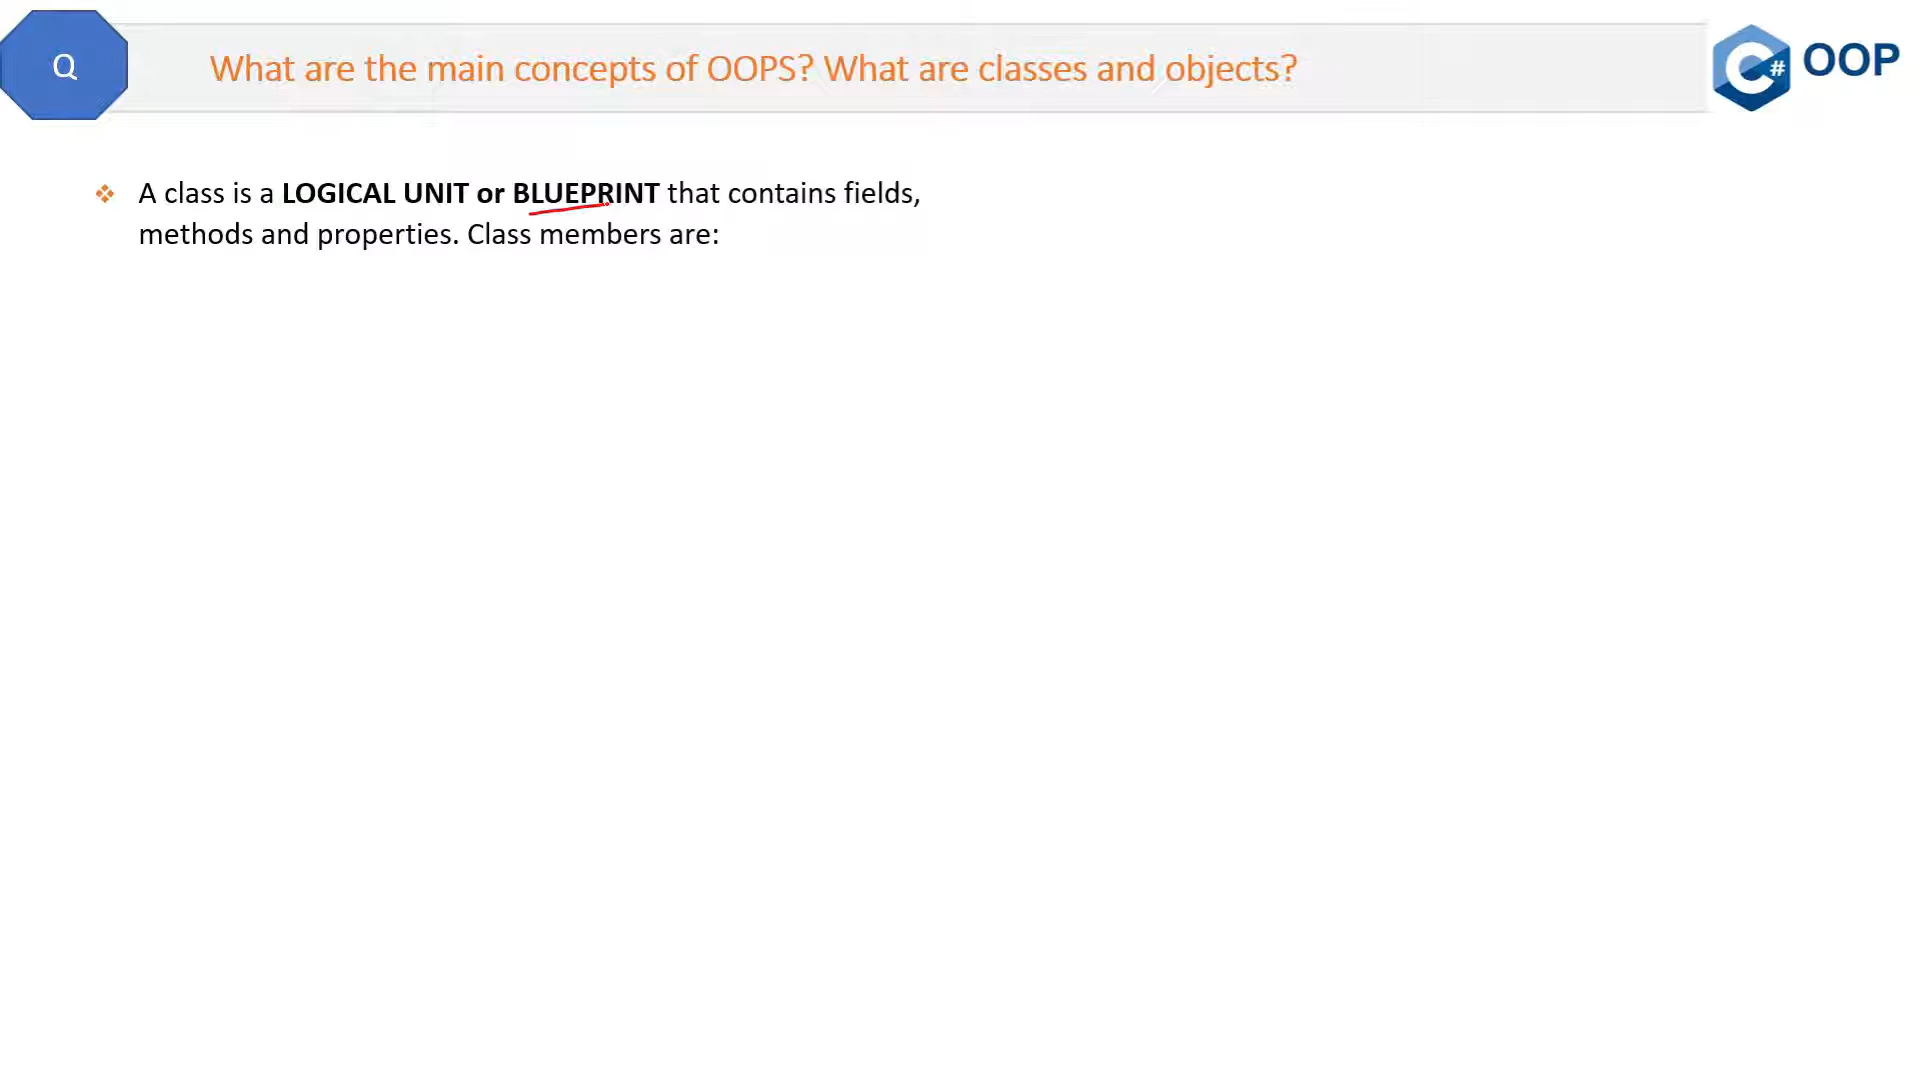 Q
What are the main concepts of OOPS? What are classes and objects?
C# OOP
❖ A class is a LOGICAL UNIT or BLUEPRINT that contains fields,
methods and properties. Class members are: